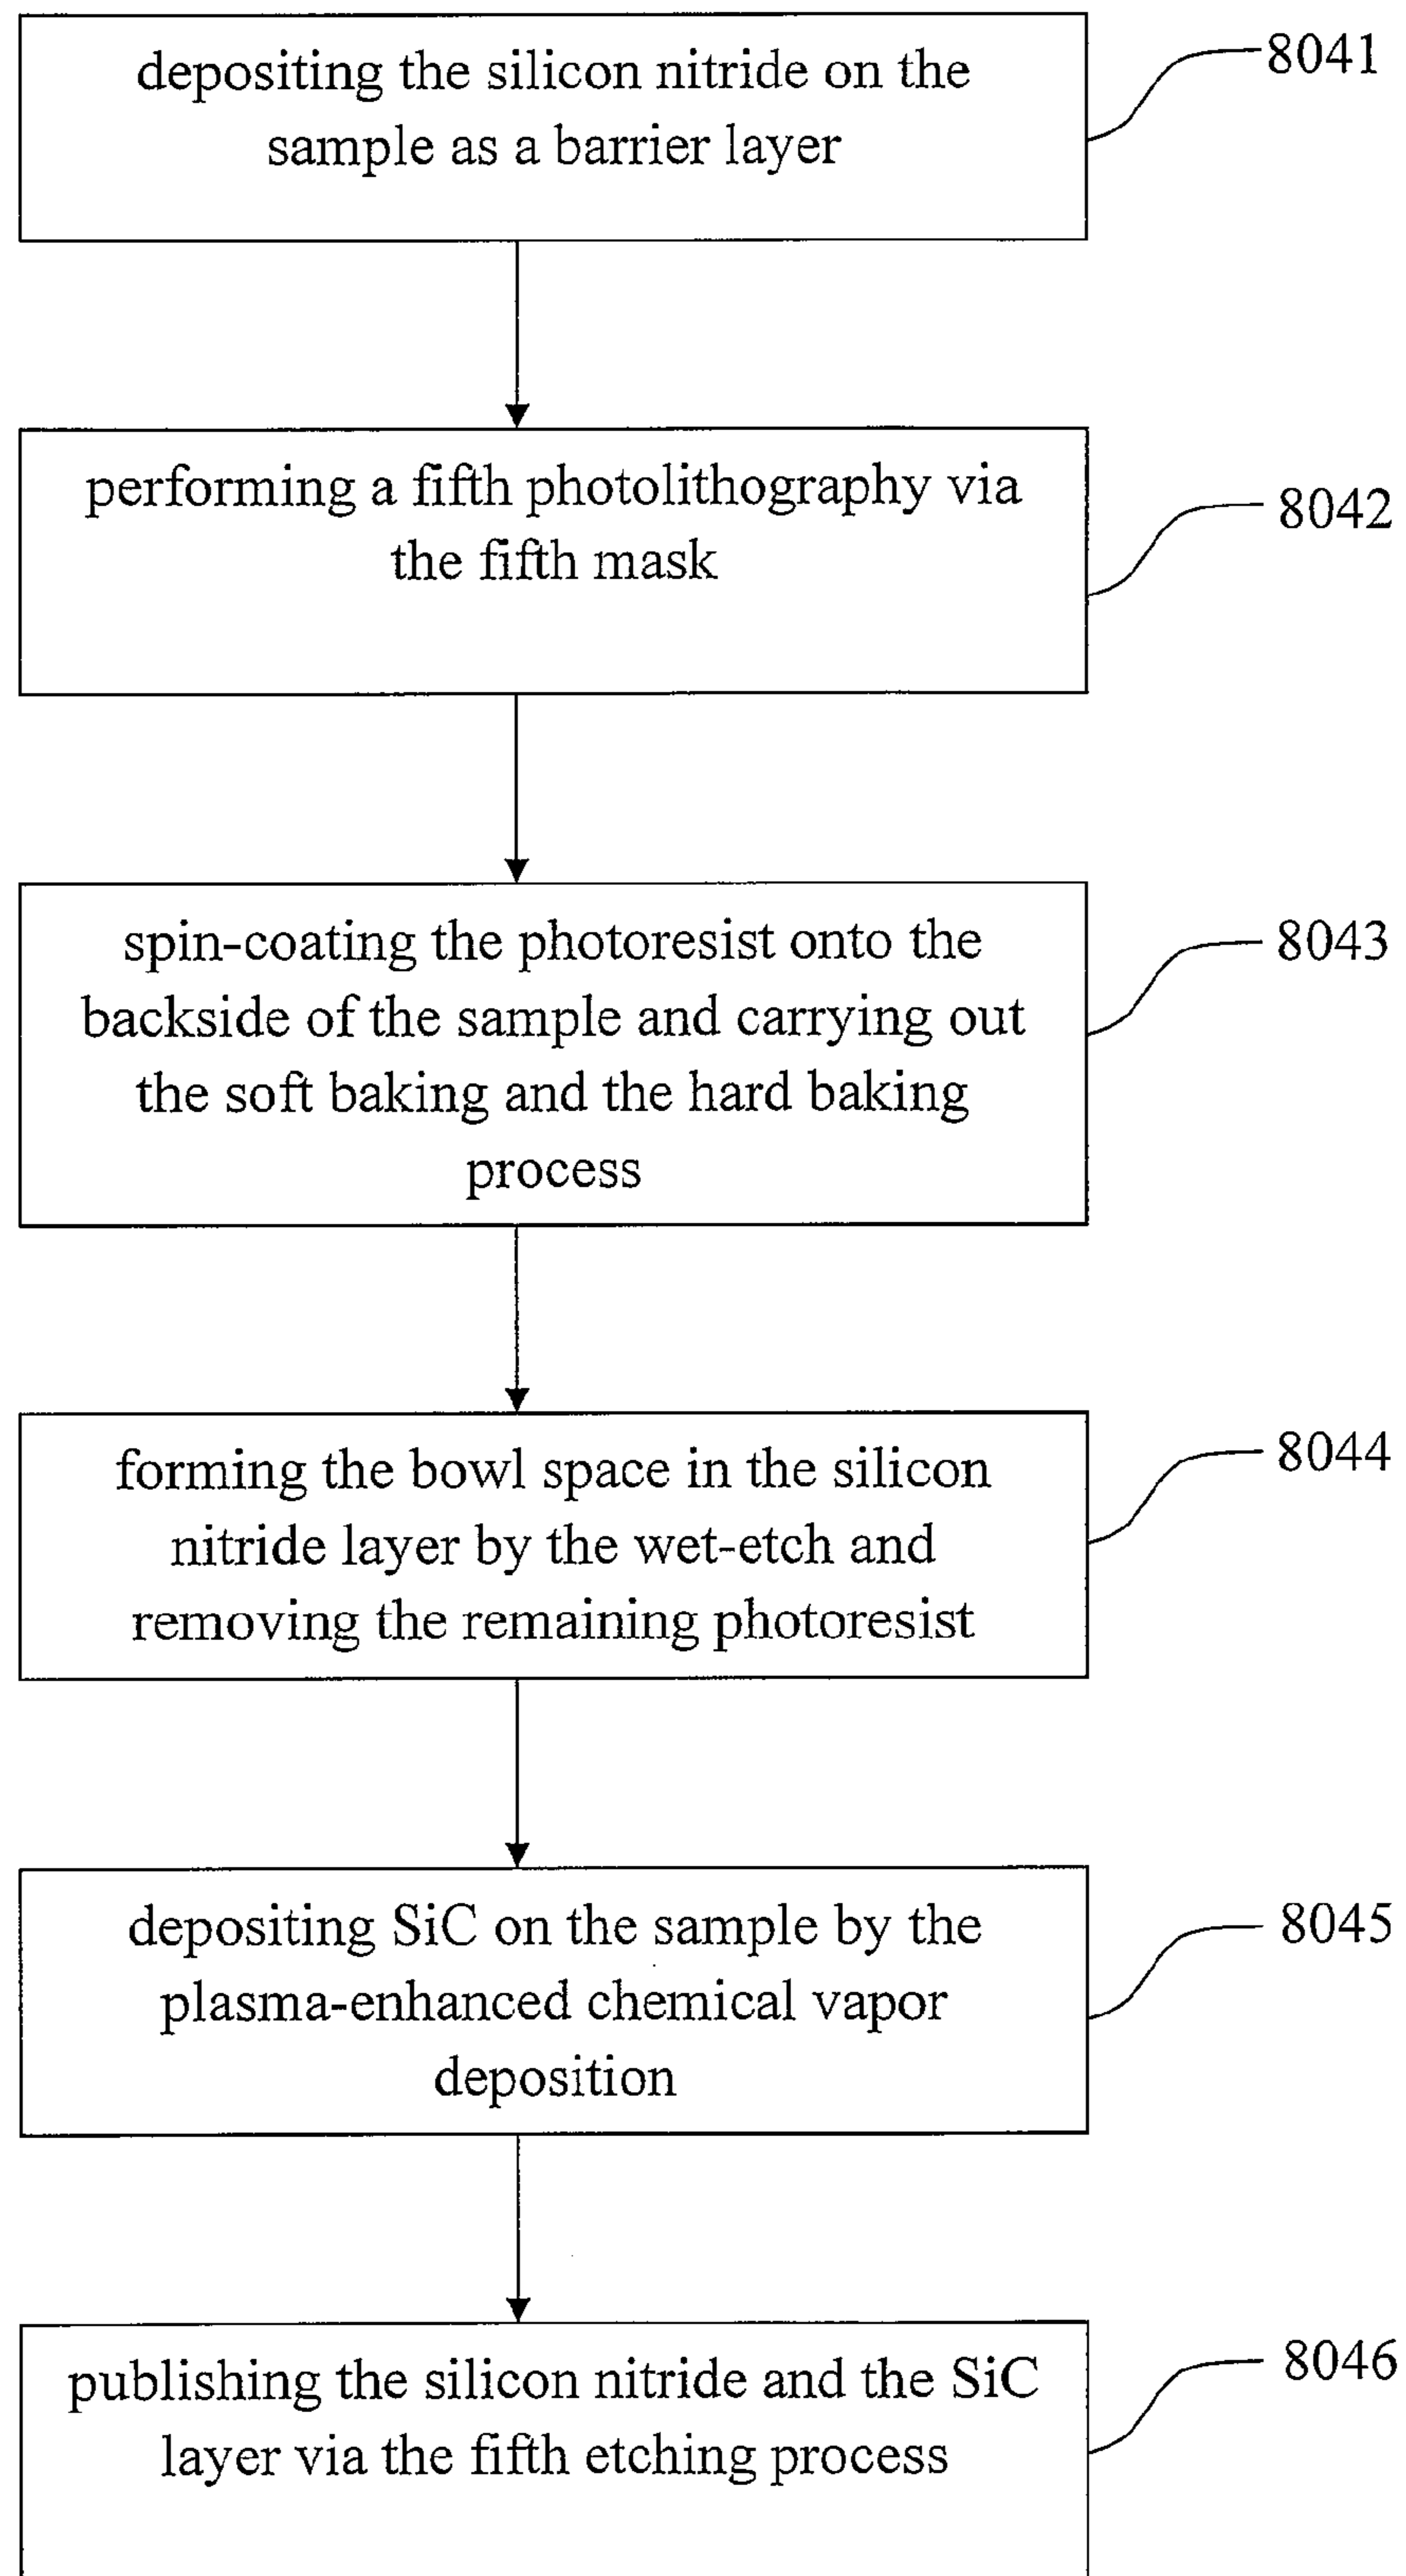 depositing the silicon nitride on the
sample as a barrier layer
8041
performing a fifth photolithography via
the fifth mask
8042
spin-coating the photoresist onto the
backside of the sample and carrying out
the soft baking and the hard baking
process
8043
forming the bowl space in the silicon
nitride layer by the wet-etch and
removing the remaining photoresist
8044
depositing SiC on the sample by the
plasma-enhanced chemical vapor
deposition
8045
publishing the silicon nitride and the SiC
layer via the fifth etching process
8046